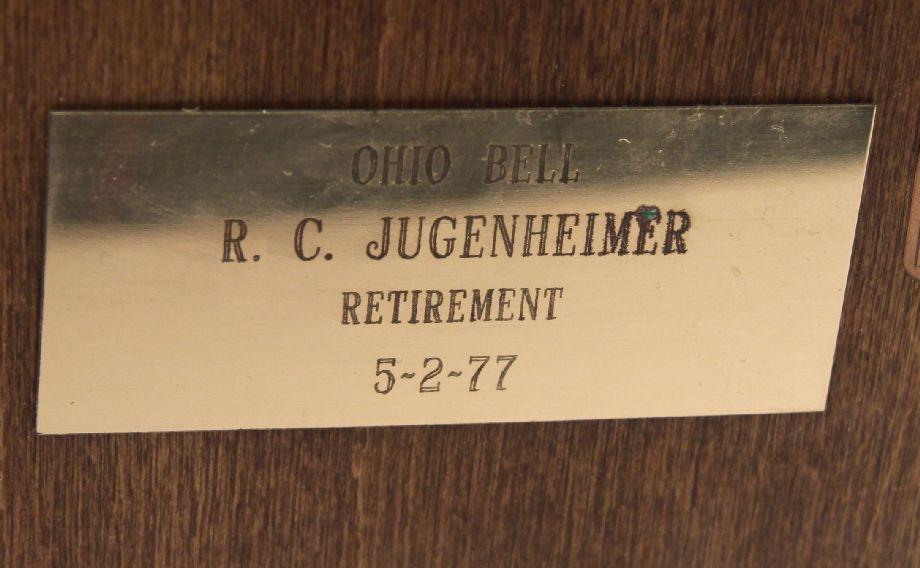 OHIO BELL
R. C. JUGENHEIMER
RETIREMENT
5-2-77